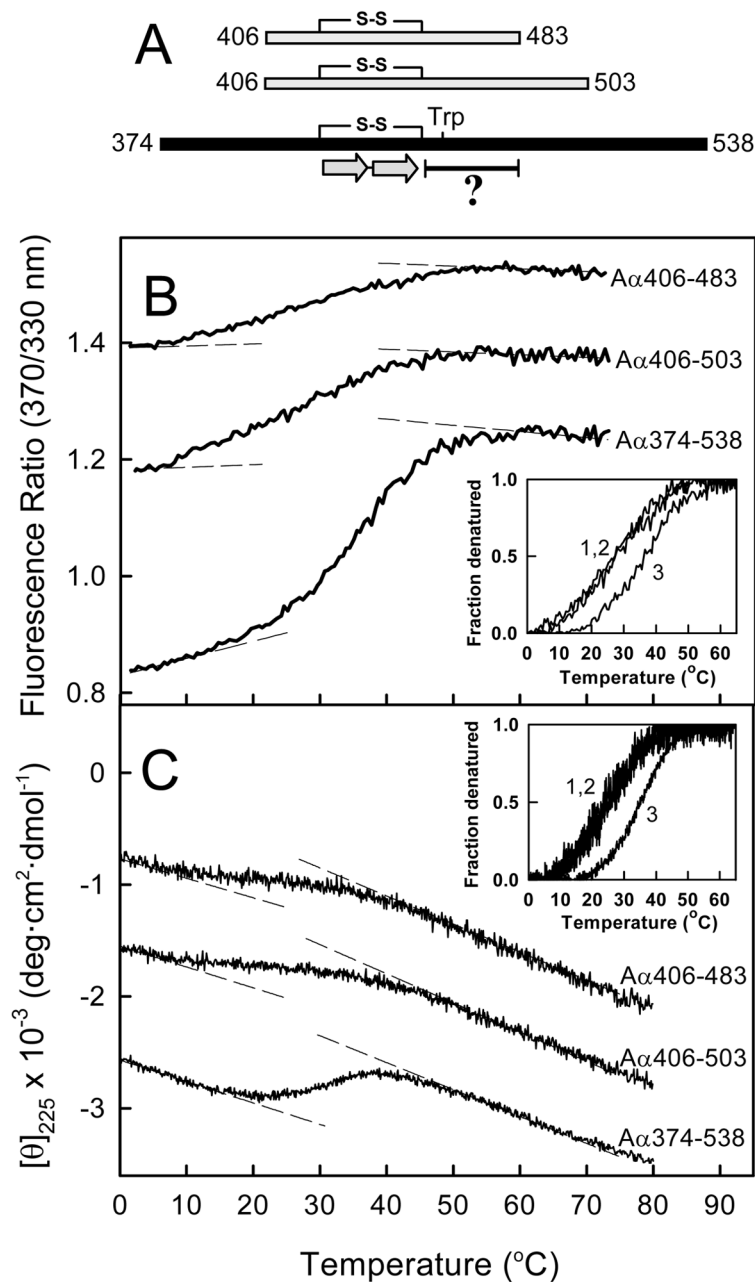 A
406 S-S 483
406 S-S 503
374 S-S Trp 538
?
B
Fluorescence Ratio (370/330 nm)
1.4
1.2
1.0
0.8
Aα406-483
Aα406-503
Aα374-538
Fraction denatured
1.0
0.5
0.0
1,2
3
0 10 20 30 40 50 60
Temperature (°C)
C
[θ]225 x 10-3 (deg·cm2·dmol-1)
0
-1
-2
-3
Fraction denatured
1.0
0.5
0.0
1,2
3
0 10 20 30 40 50 60
Temperature (°C)
Aα406-483
Aα406-503
Aα374-538
0 10 20 30 40 50 60 70 80 90
Temperature (°C)